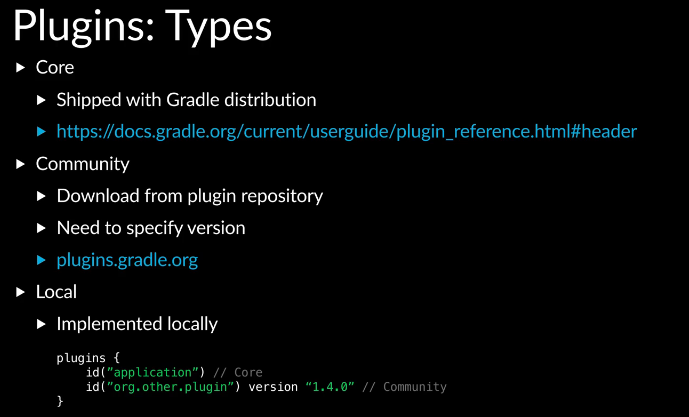 Plugins: Types
Core
Shipped with Gradle distribution
https://docs.gradle.org/current/userguide/plugin_reference.html#header
Community
Download from plugin repository
Need to specify version
plugins.gradle.org
Local
Implemented locally
plugins {
    id(”application”) // Core
    id(”org.other.plugin”) version “1.4.0” // Community
}